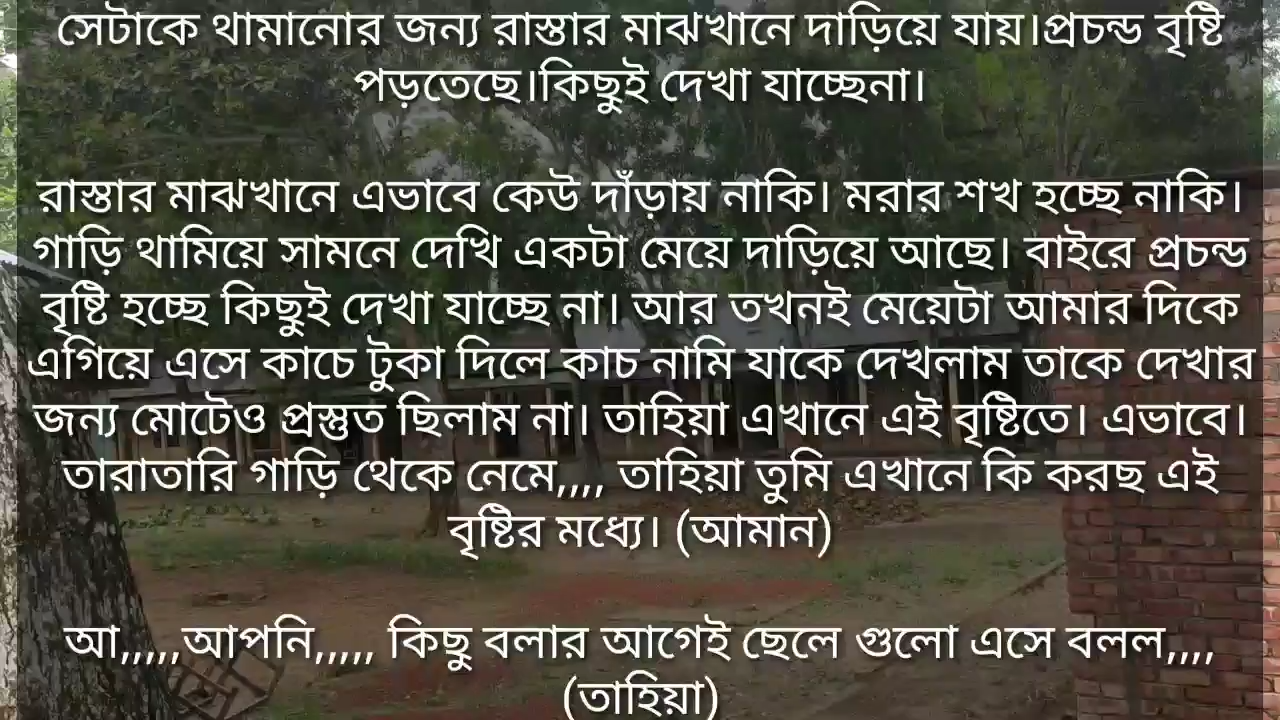 সেটাকে থামানোর জন্য রাস্তার মাঝখানে দাড়িয়ে যায়।প্রচন্ড বৃষ্টি
পড়তেছে।কিছুই দেখা যাচ্ছেনা।
রাস্তার মাঝখানে এভাবে কেউ দাঁড়ায় নাকি। মরার শখ হচ্ছে নাকি।
গাড়ি থামিয়ে সামনে দেখি একটা মেয়ে দাড়িয়ে আছে। বাইরে প্রচন্ড
বৃষ্টি হচ্ছে কিছুই দেখা যাচ্ছে না। আর তখনই মেয়েটা আমার দিকে
এগিয়ে এসে কাচে টুকা দিলে কাচ নামি যাকে দেখলাম তাকে দেখার
জন্য মোটেও প্রস্তুত ছিলাম না। তাহিয়া এখানে এই বৃষ্টিতে। এভাবে।
তারাতারি গাড়ি থেকে নেমে,,,, তাহিয়া তুমি এখানে কি করছ এই
বৃষ্টির মধ্যে। (আমান)
আ,,,,,আপনি,,,,, কিছু বলার আগেই ছেলে গুলো এসে বলল,,,,
(তাহিয়া)